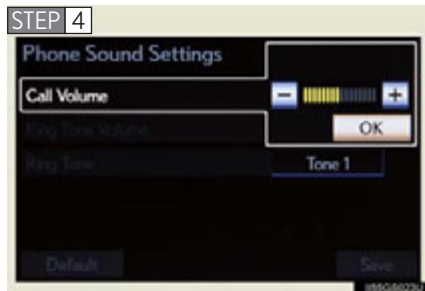 STEP 4
Phone Sound Settings
Call Volume
− +
OK
Ring Tone Volume
Ring Tone
Tone 1
Default
Save